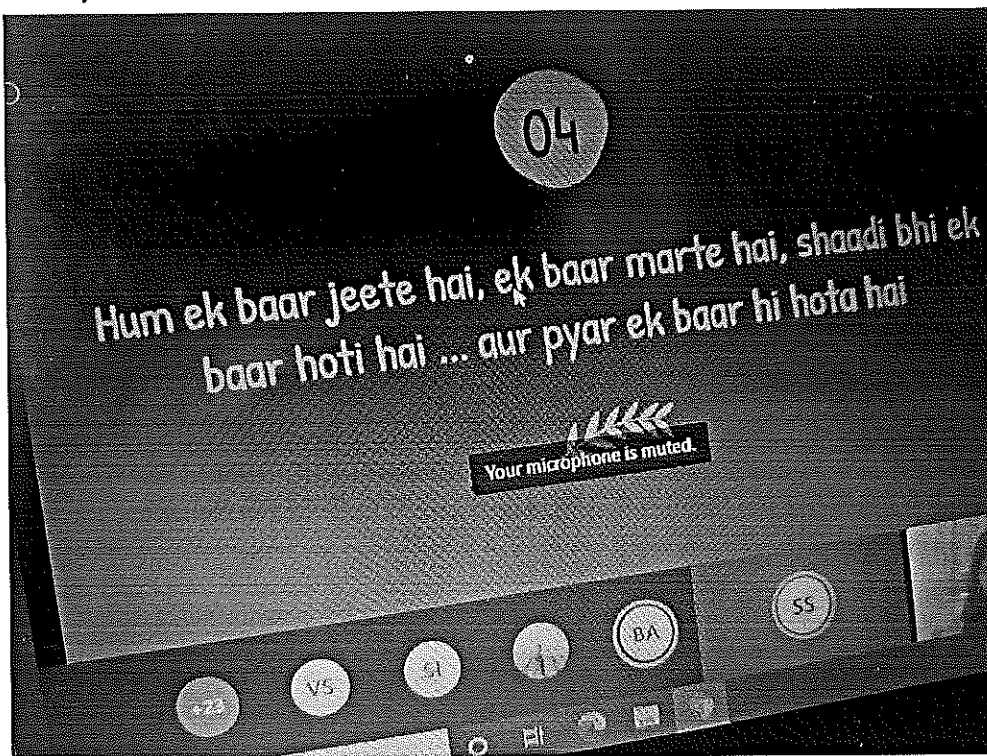 04
Hum ek baar jeete hai, ek baar marte hai, shaadi bhi ek
baar hoti hai ... aur pyar ek baar hi hota hai
Your microphone is muted.
+23
VS
SI
BA
SS